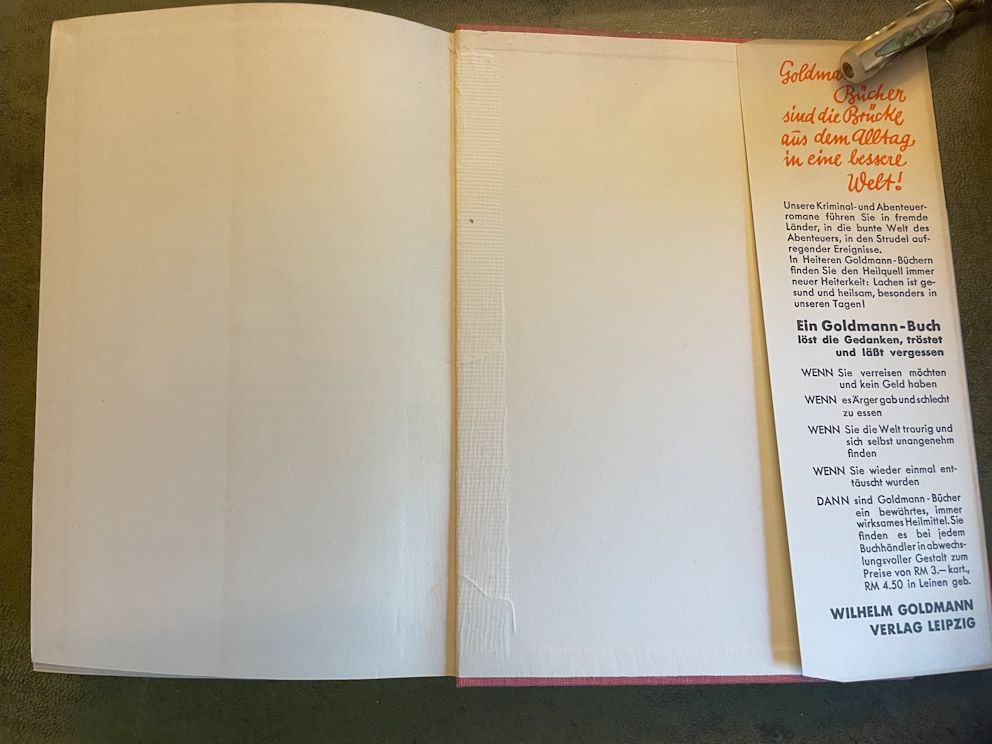 Goldma
Bücher
sind die Brücke
aus dem Alltag,
in eine bessere
Welt!
Unsere Kriminal- und Abenteuer-
romane führen Sie in fremde
Länder, in die bunte Welt des
Abenteuers, in den Strudel auf-
regender Ereignisse.
In Heiteren Goldmann-Büchern
finden Sie den Heilquell immer
neuer Heiterkeit: Lachen ist ge-
sund und heilsam, besonders in
unseren Tagen!
Ein Goldmann-Buch
löst die Gedanken, tröstet
und läßt vergessen
WENN Sie verreisen möchten
und kein Geld haben
WENN es Ärger gab und schlecht
zu essen
WENN Sie die Welt traurig und
sich selbst unangenehm
finden
WENN Sie wieder einmal ent-
täuscht wurden
DANN sind Goldmann-Bücher
ein bewährtes, immer
wirksames Heilmittel. Sie
finden es bei jedem
Buchhändler in abwechs-
lungsvoller Gestalt zum
Preise von RM 3.— kart.,
RM 4.50 in Leinen geb.
WILHELM GOLDMANN
VERLAG LEIPZIG